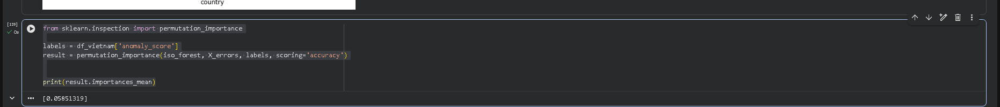 country
[125]
0s
from sklearn.inspection import permutation_importance
labels = df_vietnam['anomaly_score']
result = permutation_importance(iso_forest, X_errors, labels, scoring='accuracy')
print(result.importances_mean)
[0.05851319]